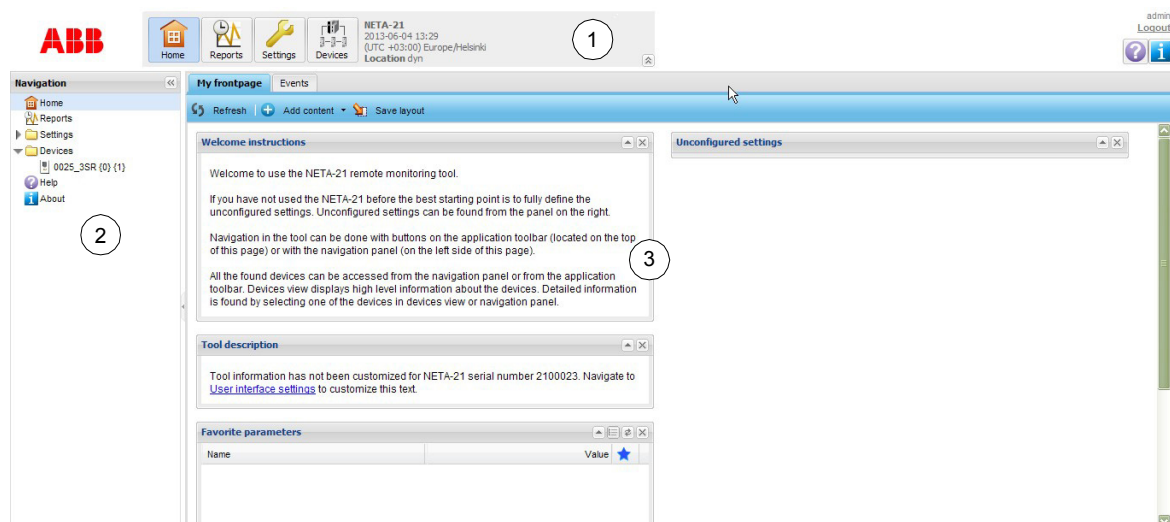 ABB
Home
Reports
Settings
Devices
NETA-21
2013-06-04 13:29
(UTC +03:00) Europe/Helsinki
Location dyn
1
admin
Logout
Navigation
Home
Reports
Settings
Devices
0025_3SR {0} {1}
Help
About
2
My frontpage
Events
Refresh
Add content
Save layout
Welcome instructions
Welcome to use the NETA-21 remote monitoring tool.
If you have not used the NETA-21 before the best starting point is to fully define the
unconfigured settings. Unconfigured settings can be found from the panel on the right.
Navigation in the tool can be done with buttons on the application toolbar (located on the top
of this page) or with the navigation panel (on the left side of this page).
All the found devices can be accessed from the navigation panel or from the application
toolbar. Devices view displays high level information about the devices. Detailed information
is found by selecting one of the devices in devices view or navigation panel.
3
Tool description
Tool information has not been customized for NETA-21 serial number 2100023. Navigate to
User interface settings to customize this text.
Favorite parameters
Name
Value
Unconfigured settings